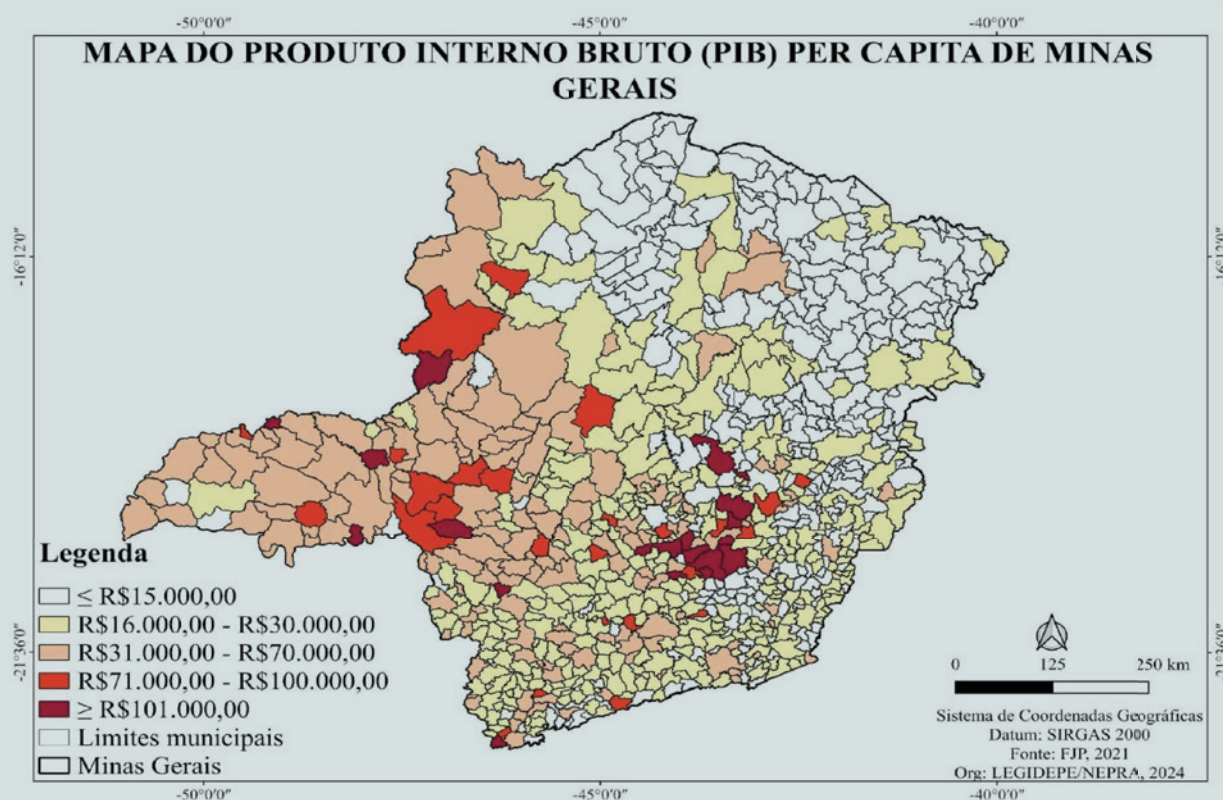 -50°0'0" -45°0'0" -40°0'0"
MAPA DO PRODUTO INTERNO BRUTO (PIB) PER CAPITA DE MINAS
GERAIS
-16°12'0" -16°12'0"
Legenda
≤ R$15.000,00
R$16.000,00 - R$30.000,00
R$31.000,00 - R$70.000,00
R$71.000,00 - R$100.000,00
≥ R$101.000,00
Limites municipais
Minas Gerais
-21°36'0" -21°36'0"
0 125 250 km
Sistema de Coordenadas Geográficas
Datum: SIRGAS 2000
Fonte: FJP, 2021
Org: LEGIDEPE/NEPRA, 2024
-50°0'0" -45°0'0" -40°0'0"